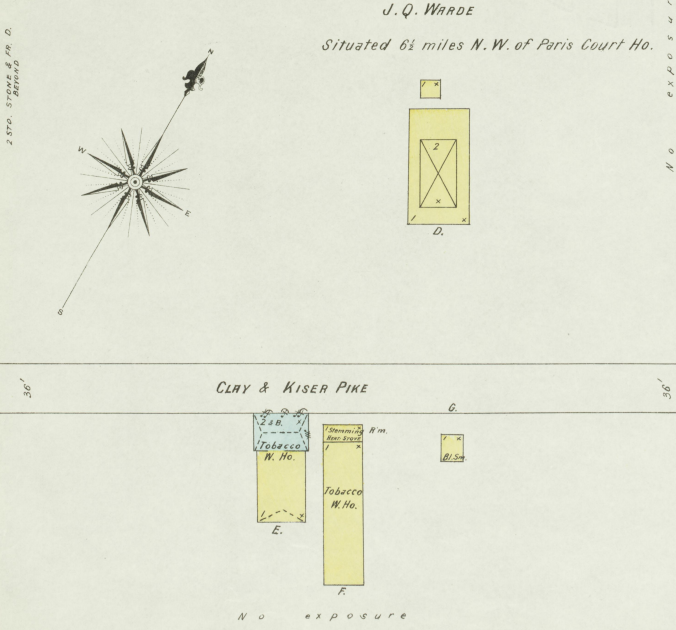 J. Q. WARDE
Situated 6½ miles N. W. of Paris Court Ho.
2 STO. STONE & FR. D.
BEYOND
No exposure
N
W
E
S
1 x
2
x
1 x
D.
36'
CLAY & KISER PIKE
36'
G.
2 & B.
Tobacco
W. Ho.
1 x
E.
1 Stemming x
Heat: Stove
R'm.
1 x
Tobacco
W. Ho.
F.
1 x
Bl. Sm.
No exposure